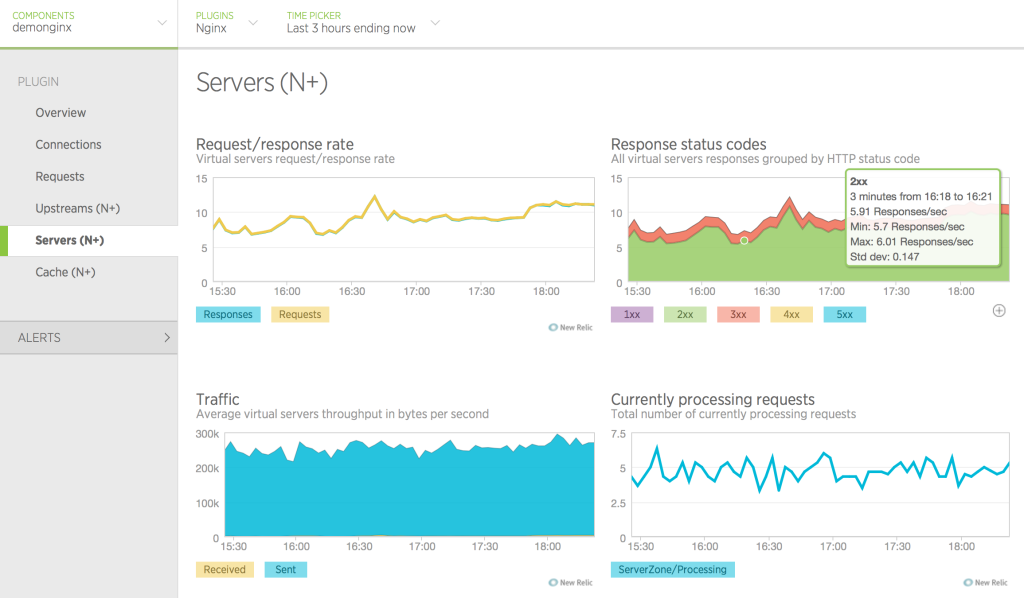 COMPONENTS
demonginx
PLUGINS
Nginx
TIME PICKER
Last 3 hours ending now
PLUGIN
Overview
Connections
Requests
Upstreams (N+)
Servers (N+)
Cache (N+)
ALERTS
Servers (N+)
Request/response rate
Virtual servers request/response rate
15
10
5
0
15:30 16:00 16:30 17:00 17:30 18:00
Responses Requests
New Relic
Response status codes
All virtual servers responses grouped by HTTP status code
15
10
5
0
2xx
3 minutes from 16:18 to 16:21
5.91 Responses/sec
Min: 5.7 Responses/sec
Max: 6.01 Responses/sec
Std dev: 0.147
15:30 16:00 16:30 17:00 17:30 18:00
1xx 2xx 3xx 4xx 5xx
Traffic
Average virtual servers throughput in bytes per second
300k
200k
100k
0
15:30 16:00 16:30 17:00 17:30 18:00
Received Sent
New Relic
Currently processing requests
Total number of currently processing requests
7.5
5
2.5
0
15:30 16:00 16:30 17:00 17:30 18:00
ServerZone/Processing
New Relic